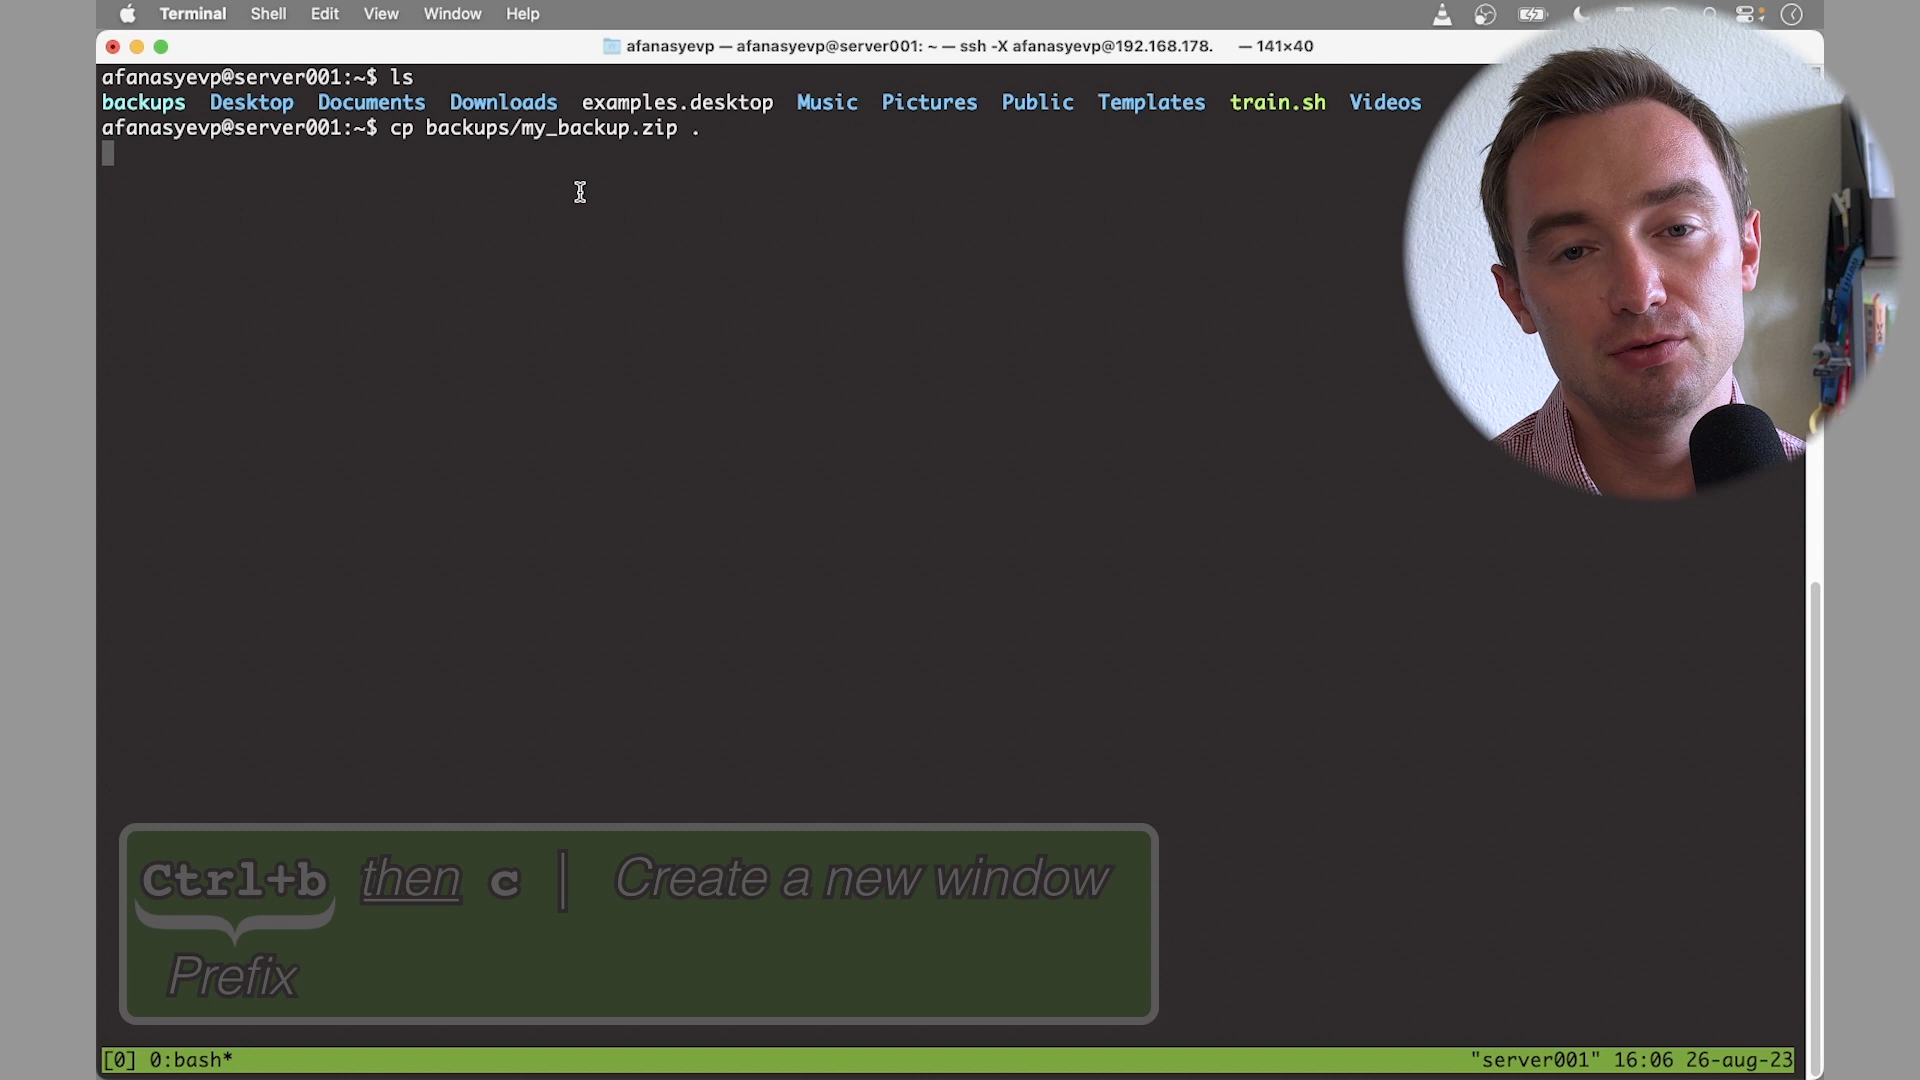 Terminal Shell Edit View Window Help
afanasyevp — afanasyevp@server001: ~ — ssh -X afanasyevp@192.168.178. — 141×40
afanasyevp@server001:~$ ls
backups Desktop Documents Downloads examples.desktop Music Pictures Public Templates train.sh Videos
afanasyevp@server001:~$ cp backups/my_backup.zip .
Ctrl+b then c | Create a new window
Prefix
[0] 0:bash* "server001" 16:06 26-aug-23